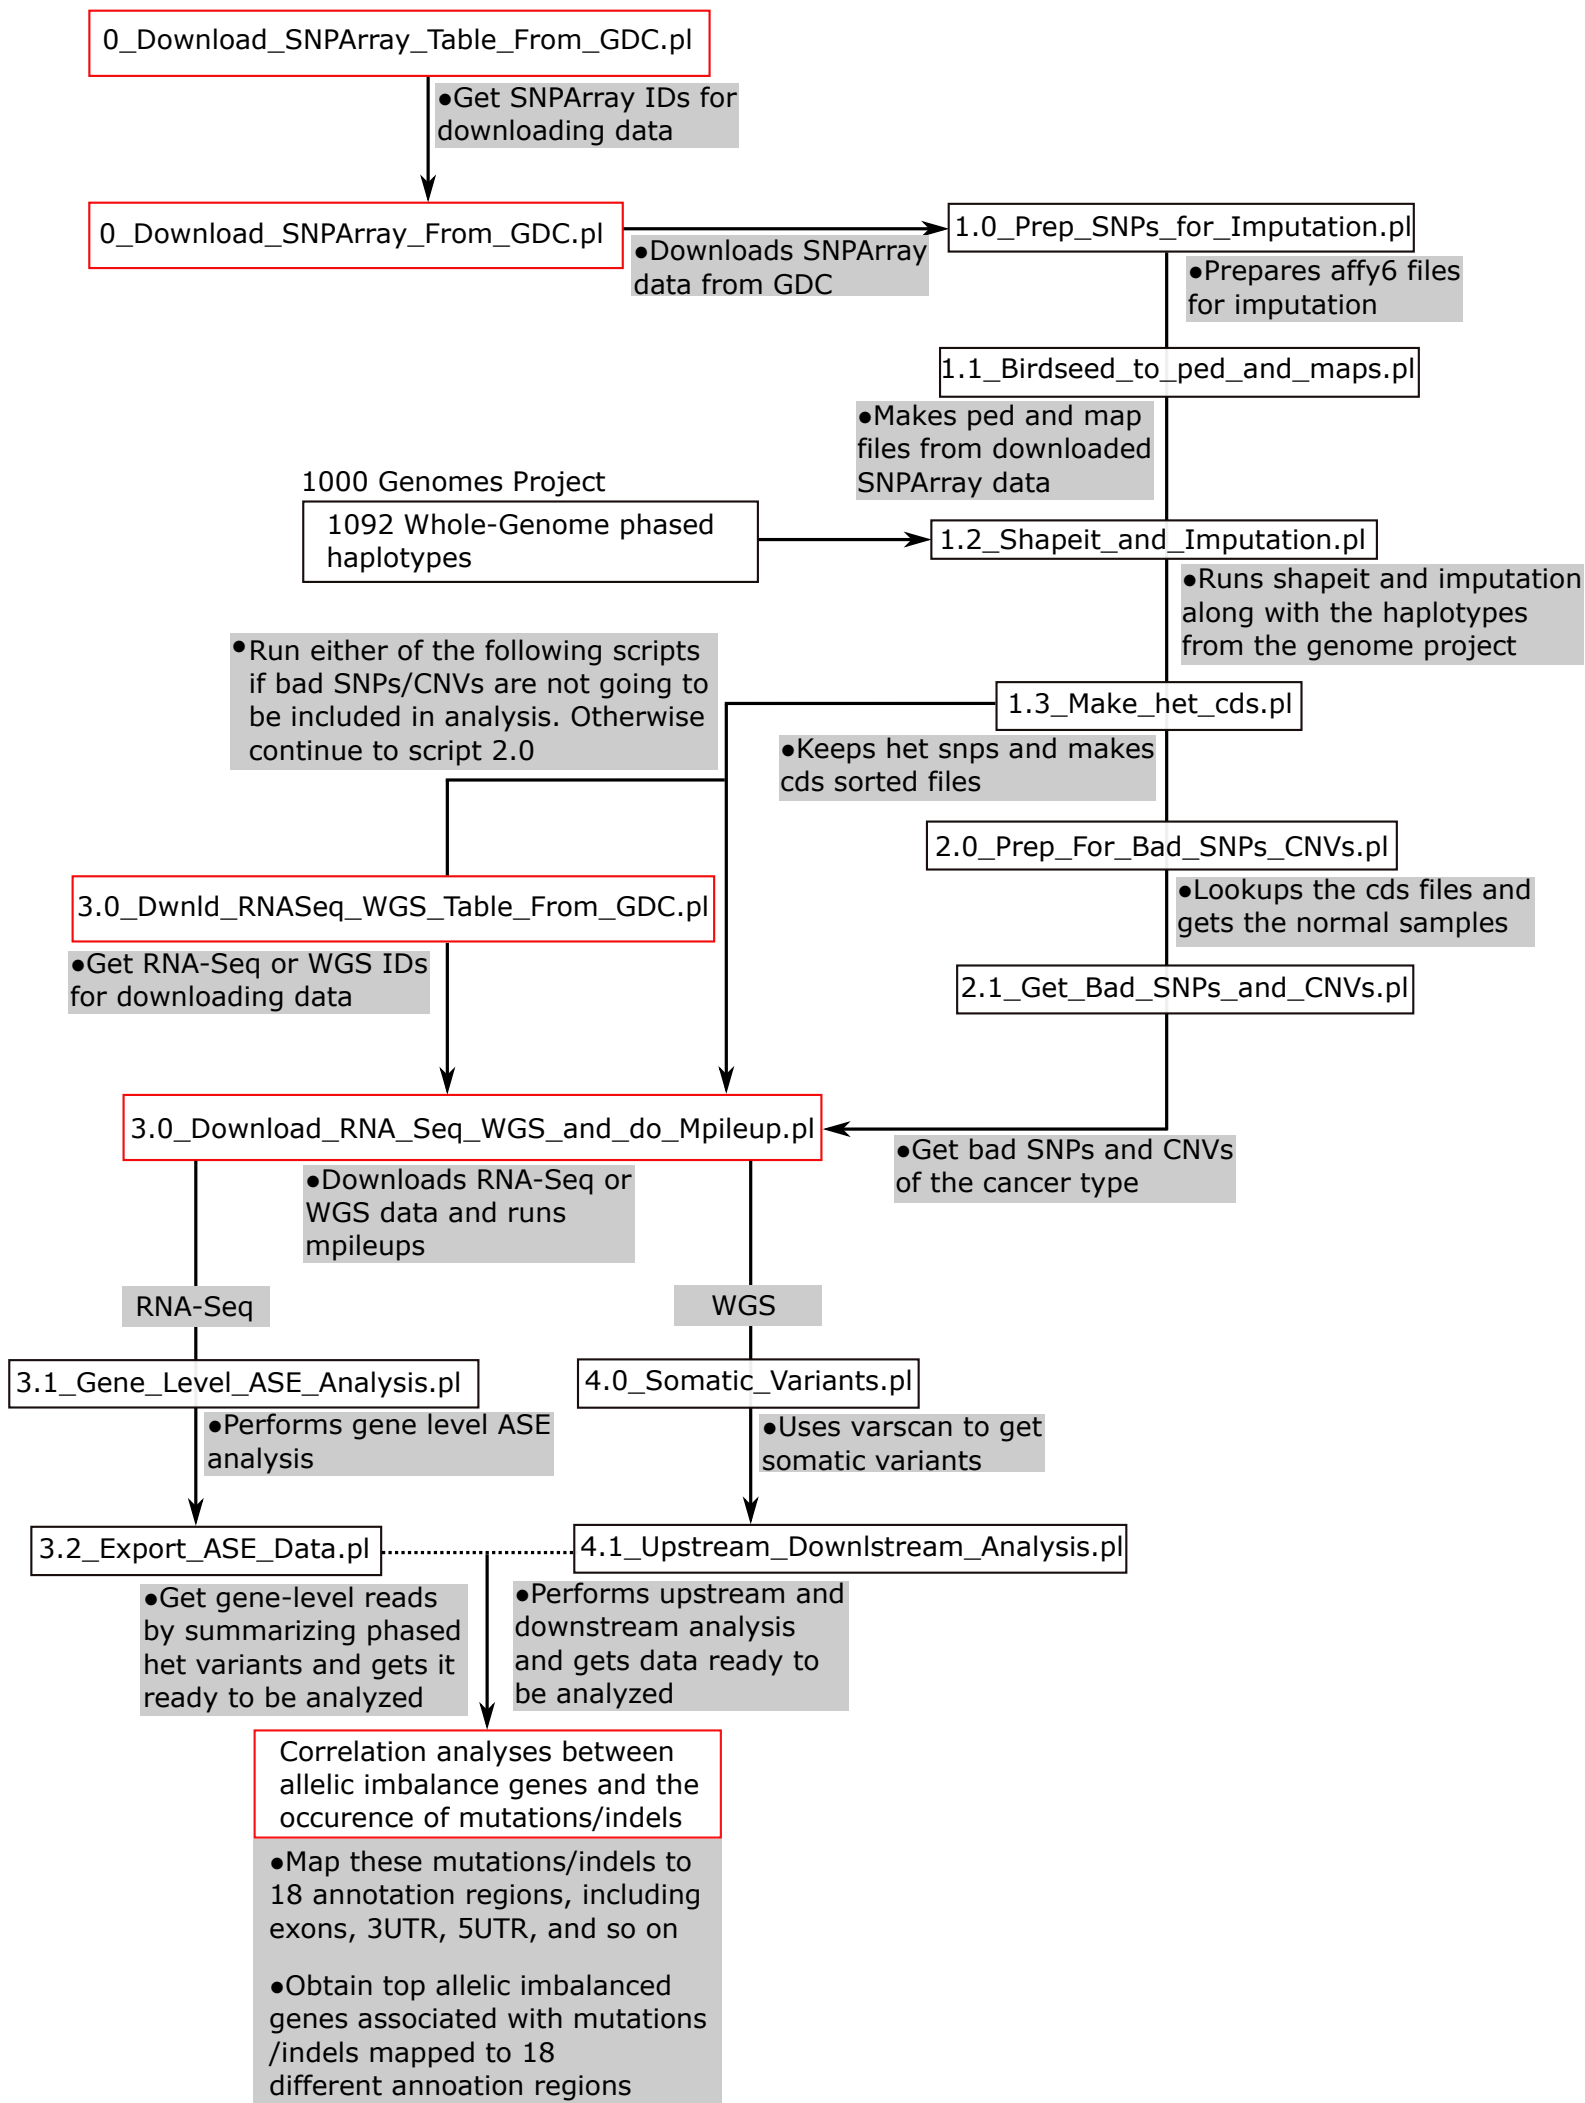 0_Download_SNPArray_Table_From_GDC.pl
●Get SNPArray IDs for
downloading data
0_Download_SNPArray_From_GDC.pl
●Downloads SNPArray
data from GDC
1.0_Prep_SNPs_for_Imputation.pl
●Prepares affy6 files
for imputation
1.1_Birdseed_to_ped_and_maps.pl
●Makes ped and map
files from downloaded
SNPArray data
1000 Genomes Project
1092 Whole-Genome phased
haplotypes
1.2_Shapeit_and_Imputation.pl
●Runs shapeit and imputation
along with the haplotypes
from the genome project
●Run either of the following scripts
if bad SNPs/CNVs are not going to
be included in analysis. Otherwise
continue to script 2.0
1.3_Make_het_cds.pl
●Keeps het snps and makes
cds sorted files
2.0_Prep_For_Bad_SNPs_CNVs.pl
●Lookups the cds files and
gets the normal samples
3.0_Dwnld_RNASeq_WGS_Table_From_GDC.pl
●Get RNA-Seq or WGS IDs
for downloading data
2.1_Get_Bad_SNPs_and_CNVs.pl
3.0_Download_RNA_Seq_WGS_and_do_Mpileup.pl
●Get bad SNPs and CNVs
of the cancer type
●Downloads RNA-Seq or
WGS data and runs
mpileups
RNA-Seq
WGS
3.1_Gene_Level_ASE_Analysis.pl
●Performs gene level ASE
analysis
4.0_Somatic_Variants.pl
●Uses varscan to get
somatic variants
3.2_Export_ASE_Data.pl
●Get gene-level reads
by summarizing phased
het variants and gets it
ready to be analyzed
4.1_Upstream_Downlstream_Analysis.pl
●Performs upstream and
downstream analysis
and gets data ready to
be analyzed
Correlation analyses between
allelic imbalance genes and the
occurence of mutations/indels
●Map these mutations/indels to
18 annotation regions, including
exons, 3UTR, 5UTR, and so on
●Obtain top allelic imbalanced
genes associated with mutations
/indels mapped to 18
different annoation regions